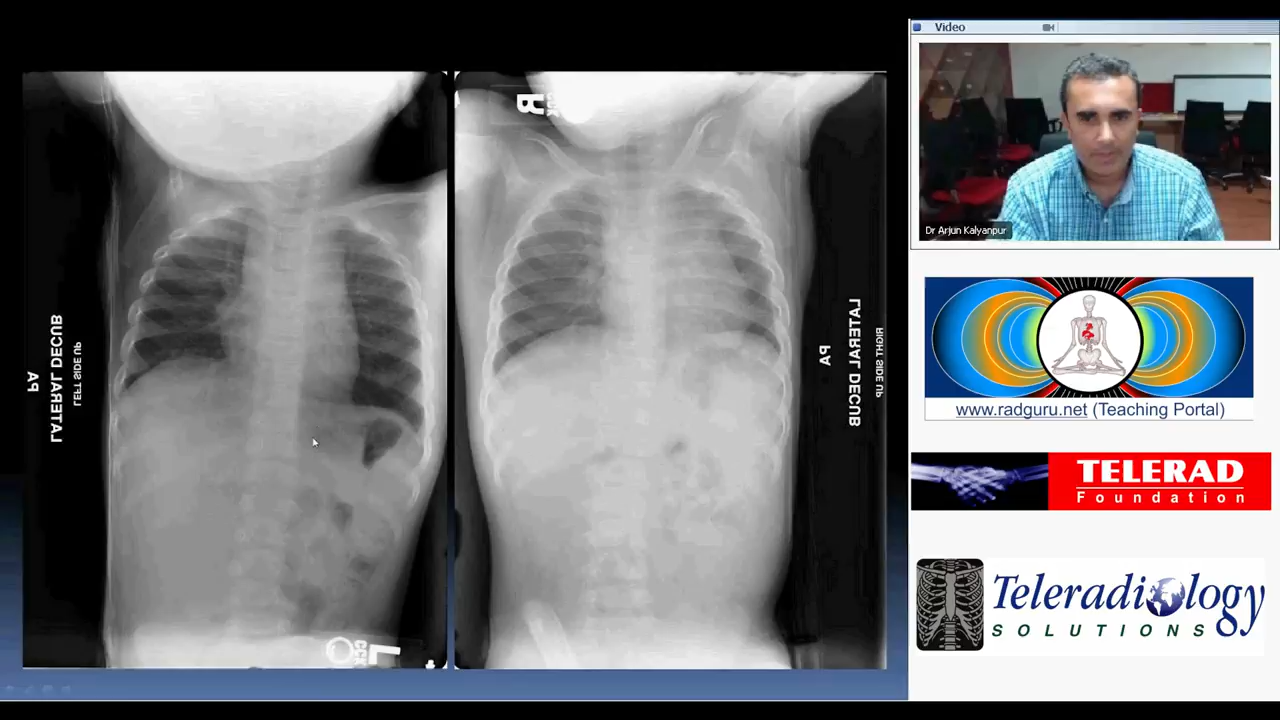 PA
LATERAL DECUB
LEFT SIDE UP
L
R
PA
LATERAL DECUB
RIGHT SIDE UP
Video
Dr Arjun Kalyanpur
www.radguru.net (Teaching Portal)
TELERAD
Foundation
Teleradiology
SOLUTIONS